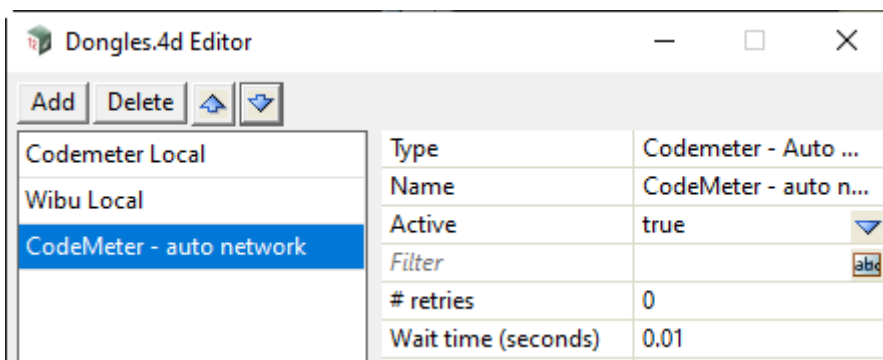 Dongles.4d Editor
Add Delete
Codemeter Local
Wibu Local
CodeMeter - auto network
Type Codemeter - Auto ...
Name CodeMeter - auto n...
Active true
Filter abc
# retries 0
Wait time (seconds) 0.01